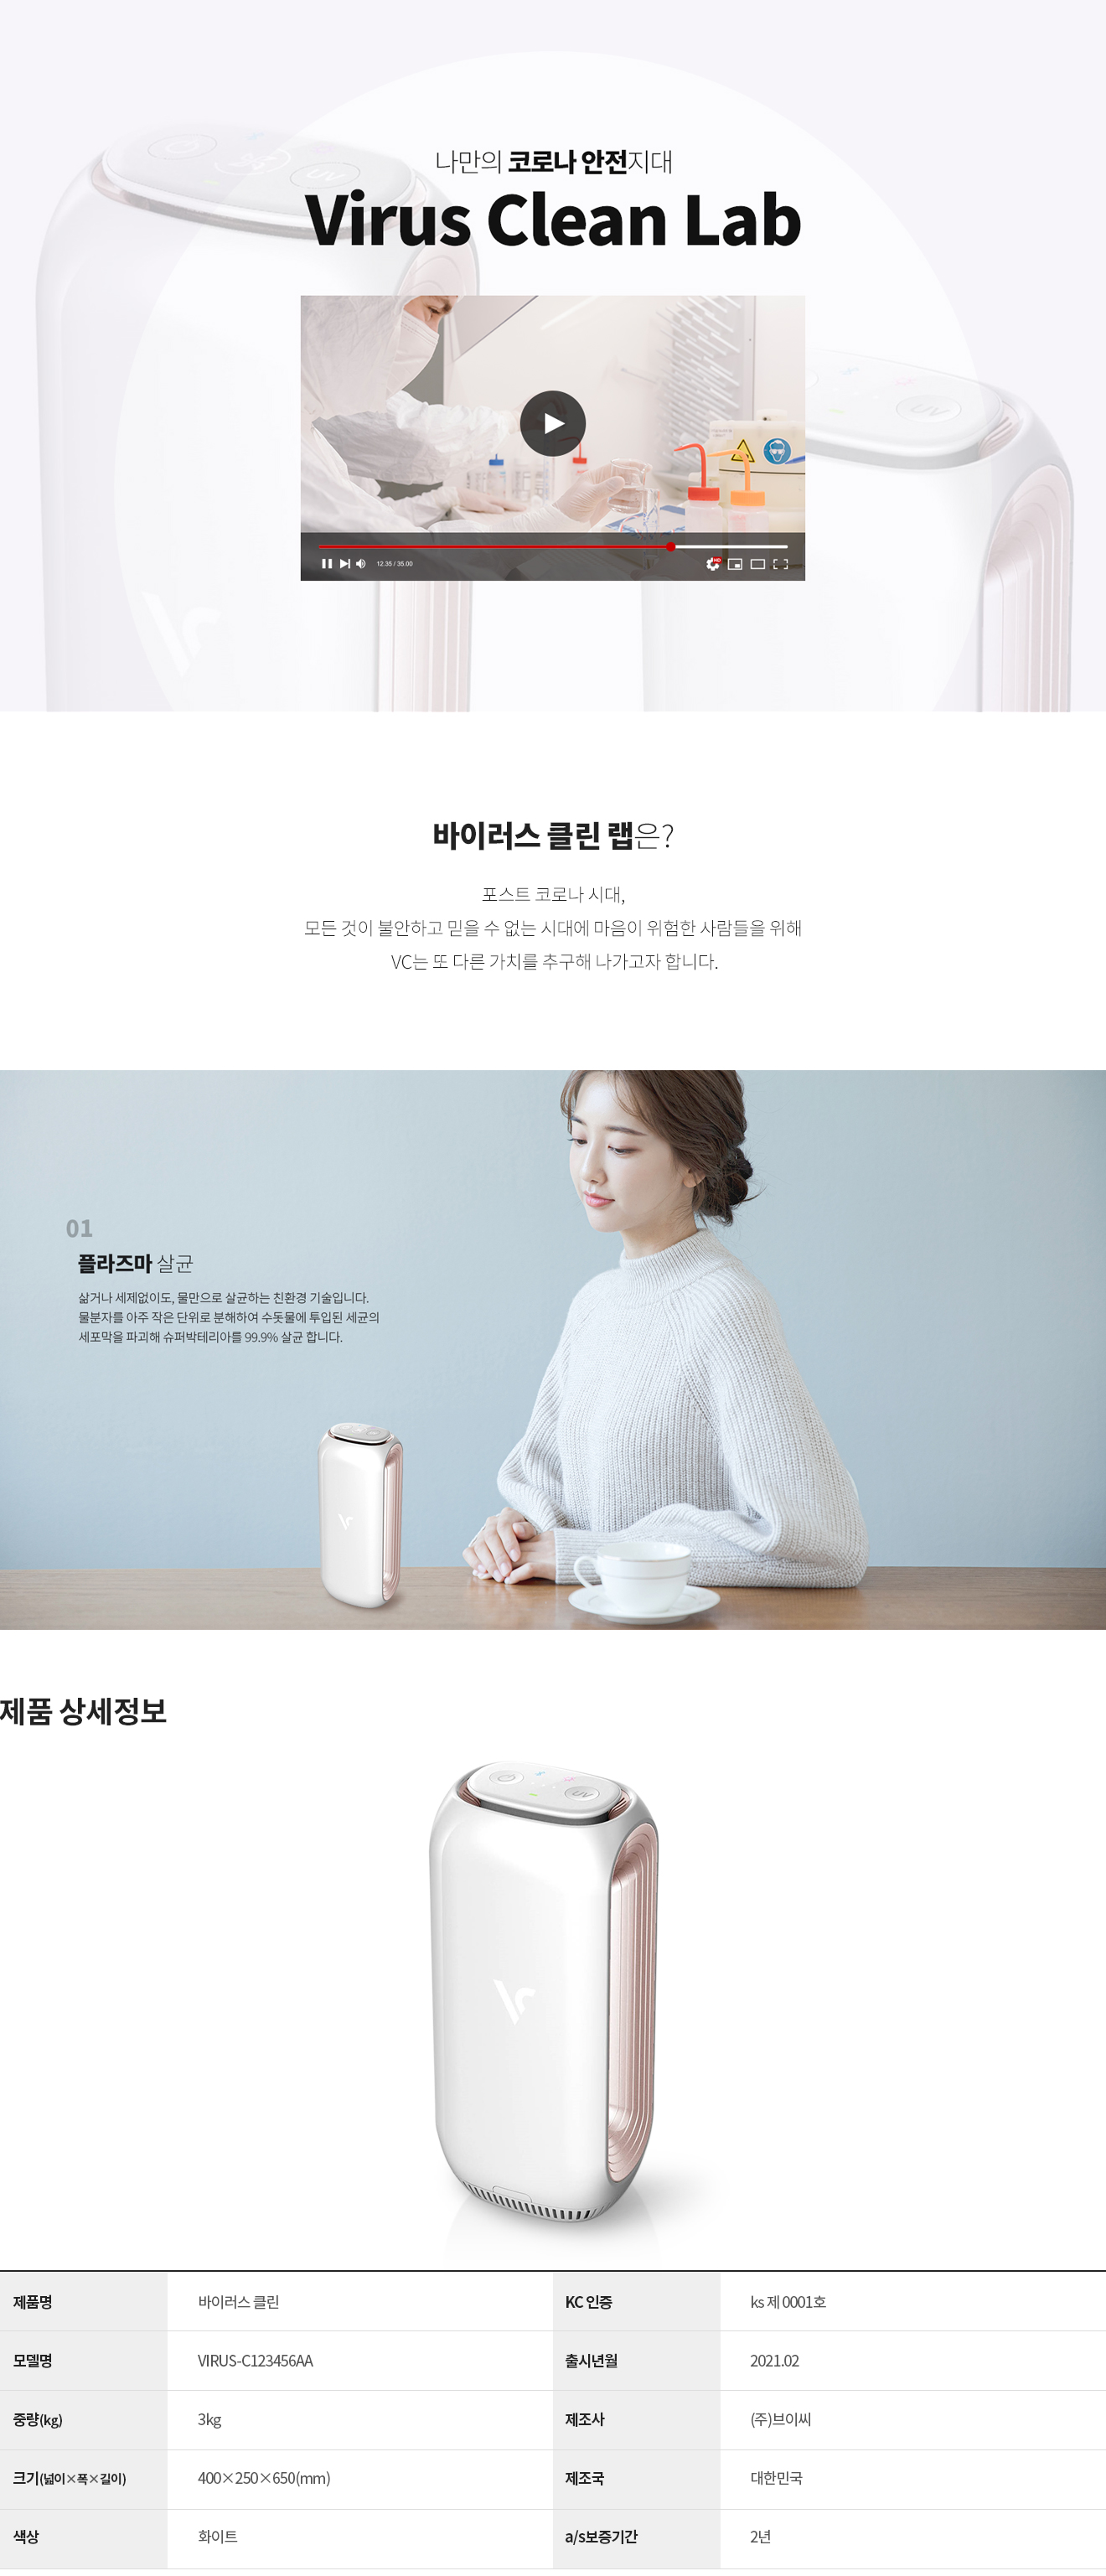 나만의 코로나 안전지대
Virus Clean Lab
UV
UV
12.35 / 35.00
HD
바이러스 클린 랩은?
포스트 코로나 시대,
모든 것이 불안하고 믿을 수 없는 시대에 마음이 위험한 사람들을 위해
VC는 또 다른 가치를 추구해 나가고자 합니다.
01
플라즈마 살균
삶거나 세제없이도, 물만으로 살균하는 친환경 기술입니다.
물분자를 아주 작은 단위로 분해하여 수돗물에 투입된 세균의
세포막을 파괴해 슈퍼박테리아를 99.9% 살균 합니다.
제품 상세정보
UV
제품명 바이러스 클린 KC 인증 ks 제 0001호
모델명 VIRUS-C123456AA 출시년월 2021.02
중량(kg) 3kg 제조사 (주)브이씨
크기(넓이×폭×길이) 400×250×650(mm) 제조국 대한민국
색상 화이트 a/s보증기간 2년